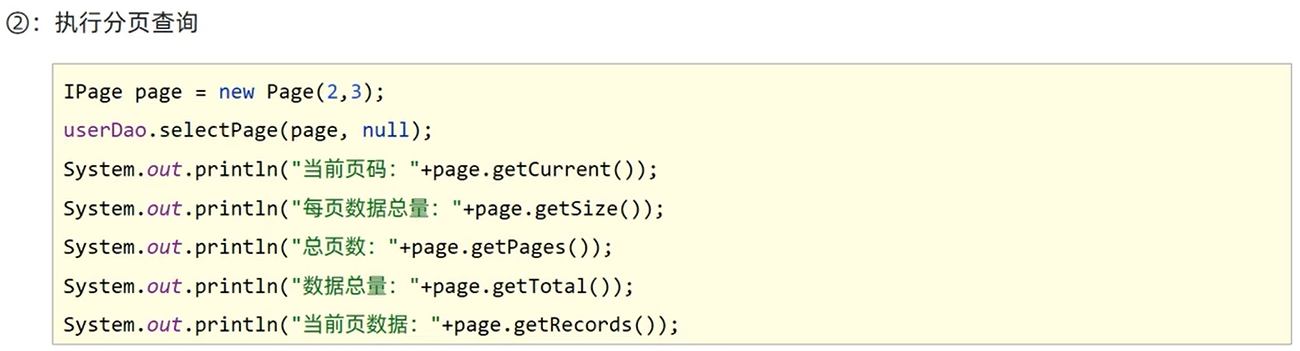 ②：执行分页查询
IPage page = new Page(2,3);
userDao.selectPage(page, null);
System.out.println("当前页码："+page.getCurrent());
System.out.println("每页数据总量："+page.getSize());
System.out.println("总页数："+page.getPages());
System.out.println("数据总量："+page.getTotal());
System.out.println("当前页数据："+page.getRecords());